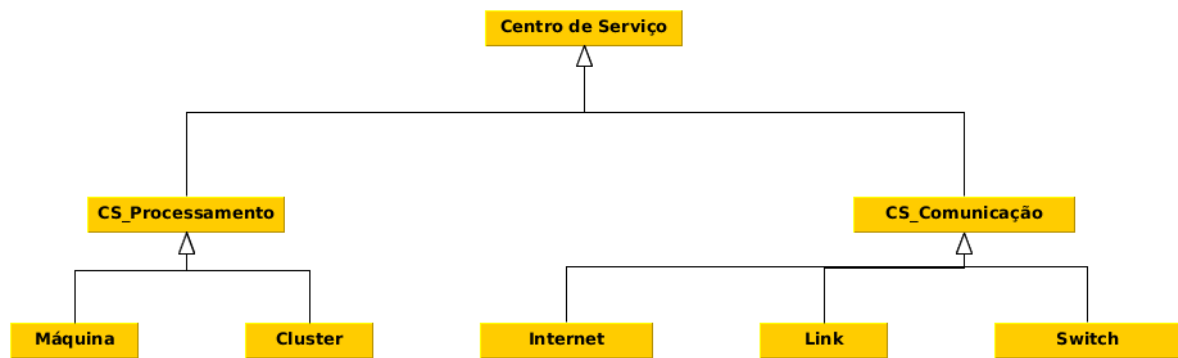 Centro de Serviço
CS_Processamento
CS_Comunicação
Máquina
Cluster
Internet
Link
Switch